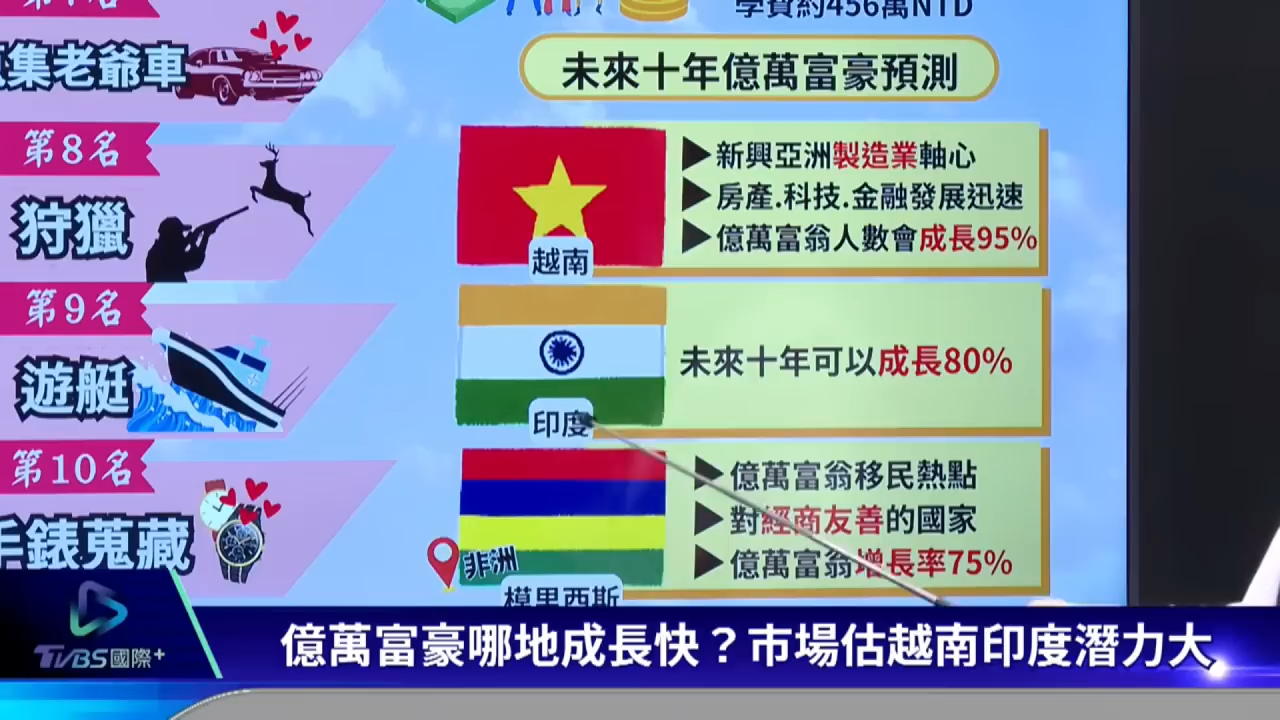 學費約456萬NTD
集老爺車
未來十年億萬富豪預測
第8名
狩獵
▶新興亞洲製造業軸心
▶房產.科技.金融發展迅速
▶億萬富翁人數會成長95%
越南
第9名
遊艇
未來十年可以成長80%
印度
第10名
手錶蒐藏
▶億萬富翁移民熱點
▶對經商友善的國家
▶億萬富翁增長率75%
非洲
模里西斯
TVBS國際+
億萬富豪哪地成長快？市場估越南印度潛力大